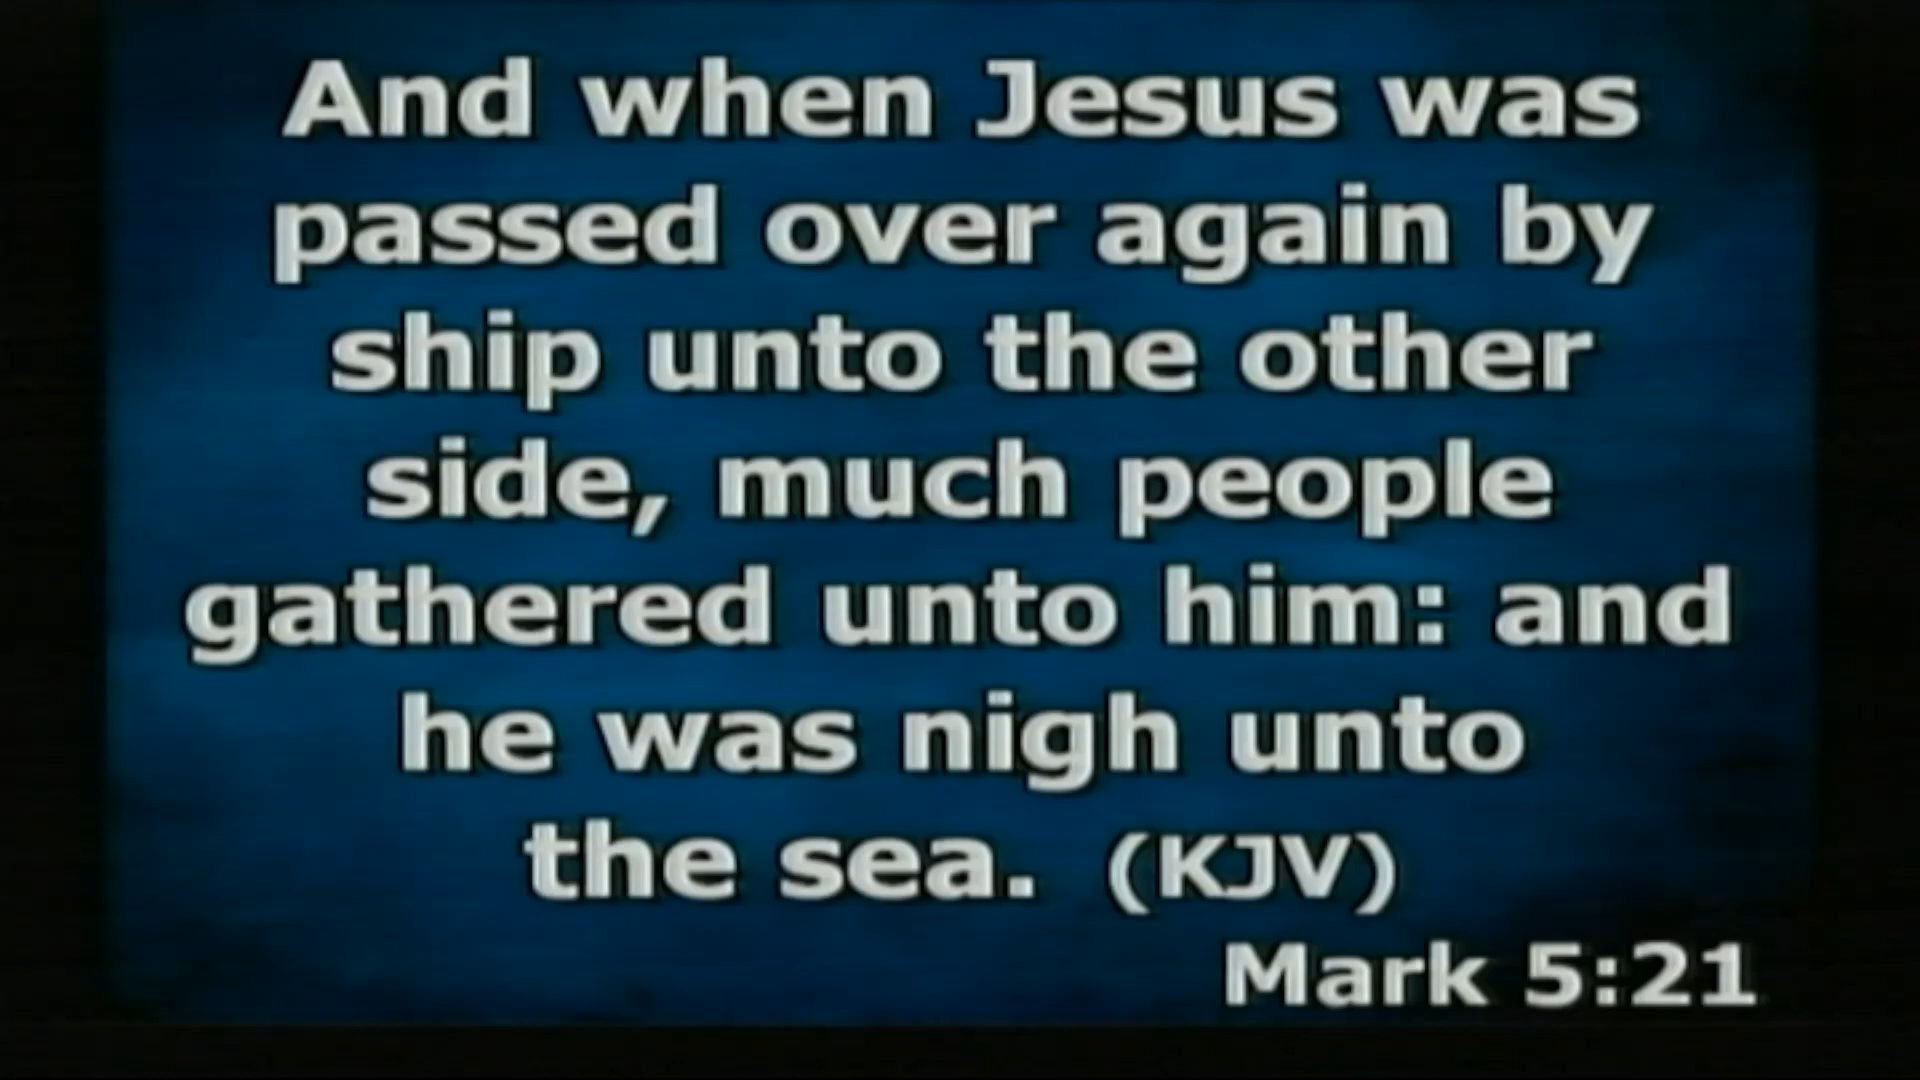 And when Jesus was
passed over again by
ship unto the other
side, much people
gathered unto him: and
he was nigh unto
the sea. (KJV)
Mark 5:21